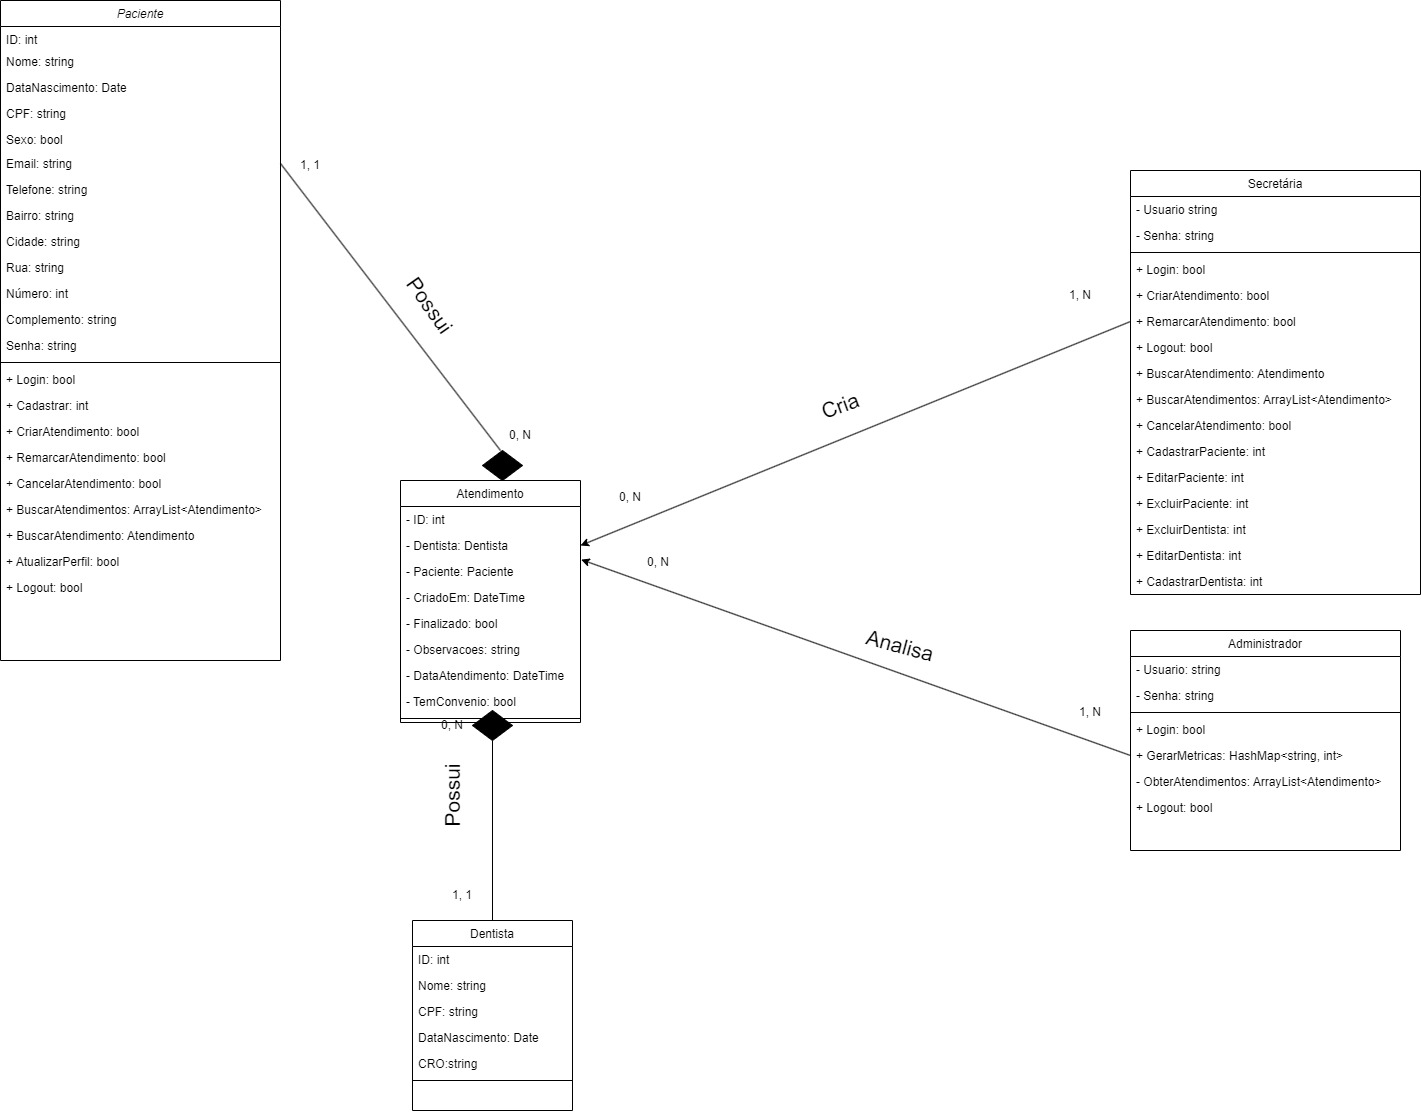 Paciente
ID: int
Nome: string
DataNascimento: Date
CPF: string
Sexo: bool
Email: string
Telefone: string
Bairro: string
Cidade: string
Rua: string
Número: int
Complemento: string
Senha: string
+ Login: bool
+ Cadastrar: int
+ CriarAtendimento: bool
+ RemarcarAtendimento: bool
+ CancelarAtendimento: bool
+ BuscarAtendimentos: ArrayList<Atendimento>
+ BuscarAtendimento: Atendimento
+ AtualizarPerfil: bool
+ Logout: bool
1, 1
Possui
0, N
Atendimento
- ID: int
- Dentista: Dentista
- Paciente: Paciente
- CriadoEm: DateTime
- Finalizado: bool
- Observacoes: string
- DataAtendimento: DateTime
- TemConvenio: bool
0, N
Possui
1, 1
Dentista
ID: int
Nome: string
CPF: string
DataNascimento: Date
CRO:string
Secretária
- Usuario string
- Senha: string
+ Login: bool
+ CriarAtendimento: bool
+ RemarcarAtendimento: bool
+ Logout: bool
+ BuscarAtendimento: Atendimento
+ BuscarAtendimentos: ArrayList<Atendimento>
+ CancelarAtendimento: bool
+ CadastrarPaciente: int
+ EditarPaciente: int
+ ExcluirPaciente: int
+ ExcluirDentista: int
+ EditarDentista: int
+ CadastrarDentista: int
1, N
Cria
0, N
0, N
Analisa
1, N
Administrador
- Usuario: string
- Senha: string
+ Login: bool
+ GerarMetricas: HashMap<string, int>
- ObterAtendimentos: ArrayList<Atendimento>
+ Logout: bool